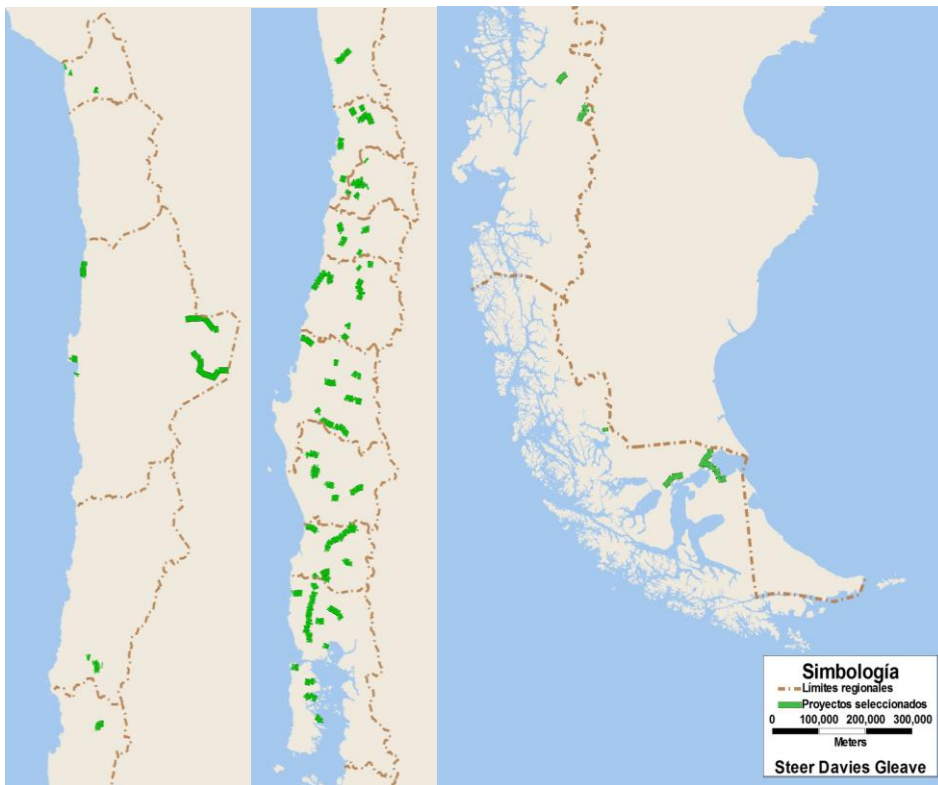 Simbología
Límites regionales
Proyectos seleccionados
0 100,000 200,000 300,000
Meters
Steer Davies Gleave